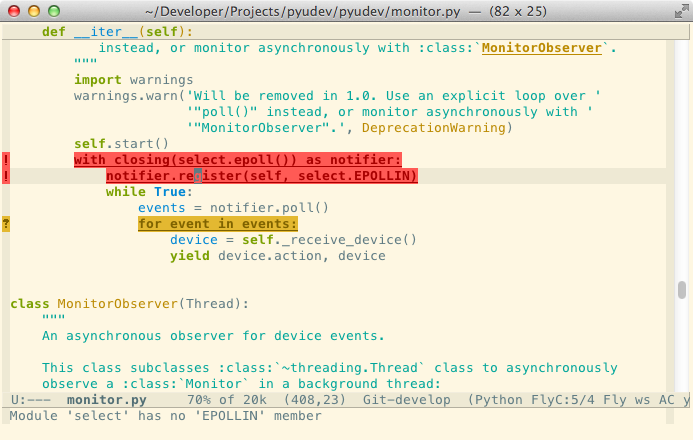 ~/Developer/Projects/pyudev/pyudev/monitor.py — (82 x 25)
def __iter__(self):
instead, or monitor asynchronously with :class:`MonitorObserver`.
"""
import warnings
warnings.warn('Will be removed in 1.0. Use an explicit loop over '
'"poll()" instead, or monitor asynchronously with '
'"MonitorObserver".', DeprecationWarning)
self.start()
! with closing(select.epoll()) as notifier:
! notifier.register(self, select.EPOLLIN)
while True:
events = notifier.poll()
? for event in events:
device = self._receive_device()
yield device.action, device
class MonitorObserver(Thread):
"""
An asynchronous observer for device events.
This class subclasses :class:`~threading.Thread` class to asynchronously
observe a :class:`Monitor` in a background thread:
U:--- monitor.py 70% of 20k (408,23) Git-develop (Python FlyC:5/4 Fly ws AC y
Module 'select' has no 'EPOLLIN' member